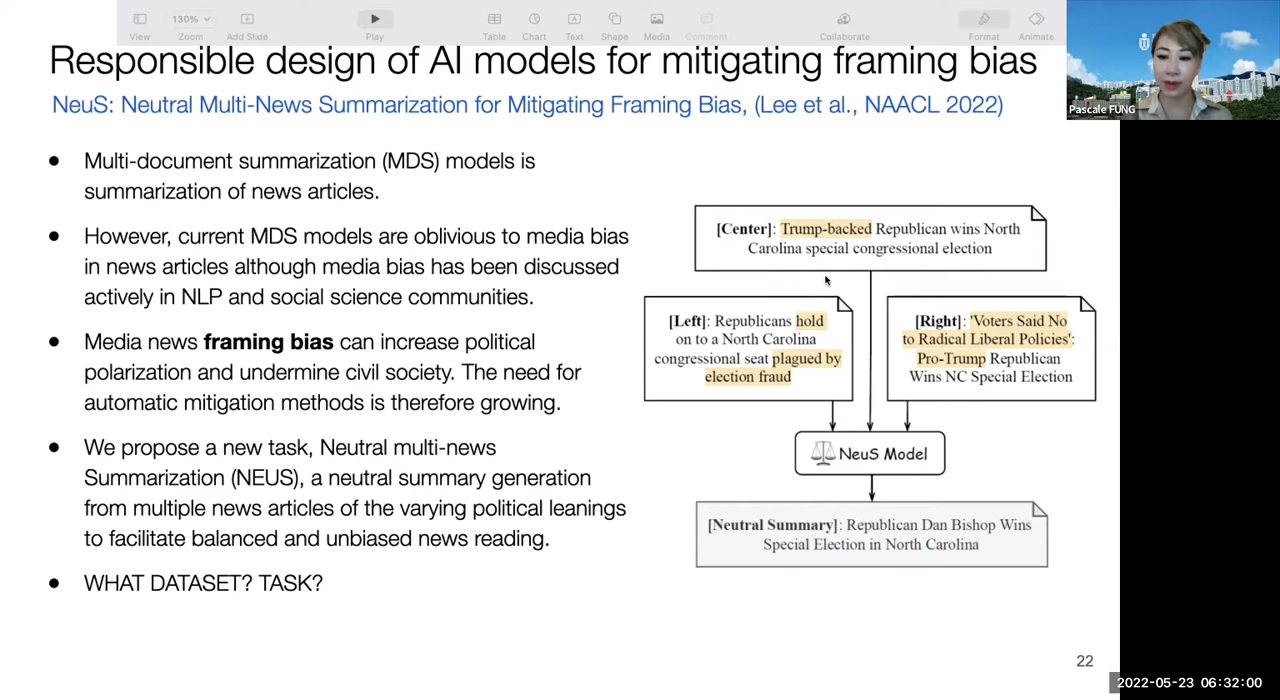 130%
View
Zoom
Add Slide
Play
Table
Chart
Text
Shape
Media
Comment
Collaborate
Format
Animate
Responsible design of AI models for mitigating framing bias
NeuS: Neutral Multi-News Summarization for Mitigating Framing Bias, (Lee et al., NAACL 2022)
Pascale FUNG
• Multi-document summarization (MDS) models is
summarization of news articles.
• However, current MDS models are oblivious to media bias
in news articles although media bias has been discussed
actively in NLP and social science communities.
• Media news framing bias can increase political
polarization and undermine civil society. The need for
automatic mitigation methods is therefore growing.
• We propose a new task, Neutral multi-news
Summarization (NEUS), a neutral summary generation
from multiple news articles of the varying political leanings
to facilitate balanced and unbiased news reading.
• WHAT DATASET? TASK?
[Center]: Trump-backed Republican wins North
Carolina special congressional election
[Left]: Republicans hold
on to a North Carolina
congressional seat plagued by
election fraud
[Right]: 'Voters Said No
to Radical Liberal Policies':
Pro-Trump Republican
Wins NC Special Election
NeuS Model
[Neutral Summary]: Republican Dan Bishop Wins
Special Election in North Carolina
22
2022-05-23 06:32:00